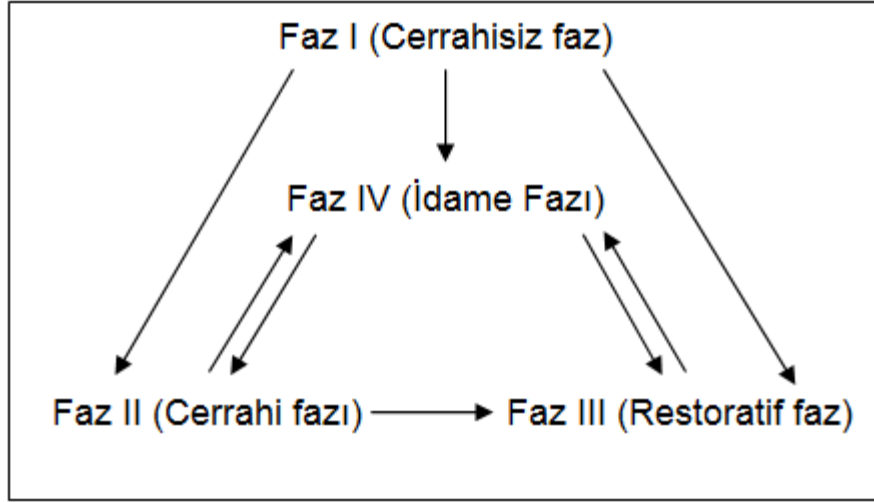 Faz I (Cerrahisiz faz)
Faz IV (İdame Fazı)
Faz II (Cerrahi fazı)
Faz III (Restoratif faz)